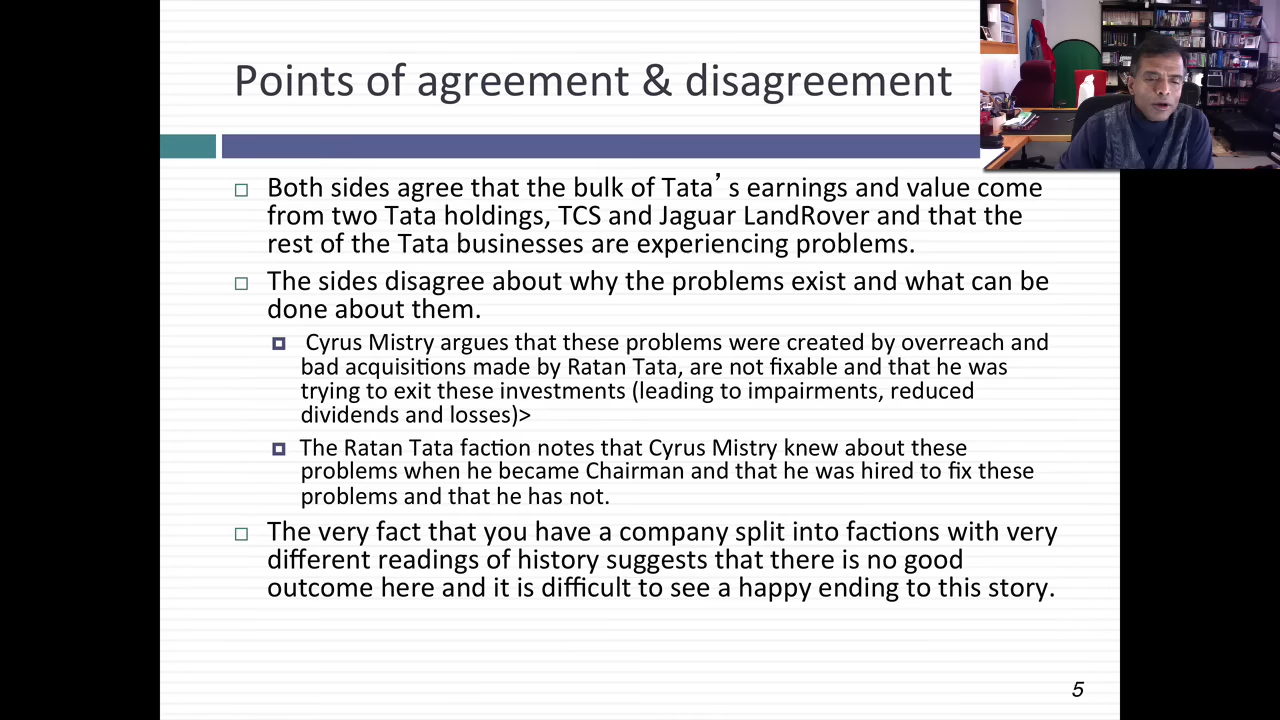 Points of agreement & disagreement
□ Both sides agree that the bulk of Tata’s earnings and value come
from two Tata holdings, TCS and Jaguar LandRover and that the
rest of the Tata businesses are experiencing problems.
□ The sides disagree about why the problems exist and what can be
done about them.
Cyrus Mistry argues that these problems were created by overreach and
bad acquisitions made by Ratan Tata, are not fixable and that he was
trying to exit these investments (leading to impairments, reduced
dividends and losses)>
The Ratan Tata faction notes that Cyrus Mistry knew about these
problems when he became Chairman and that he was hired to fix these
problems and that he has not.
□ The very fact that you have a company split into factions with very
different readings of history suggests that there is no good
outcome here and it is difficult to see a happy ending to this story.
5